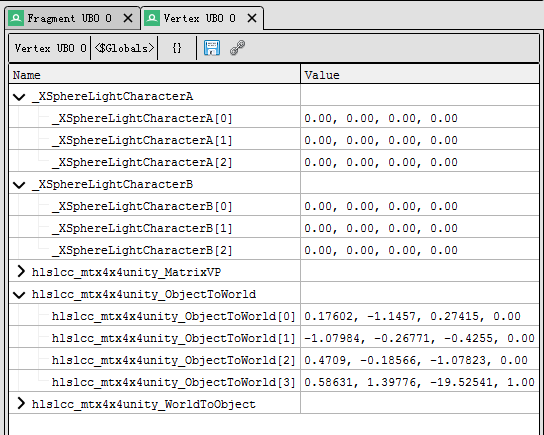 Fragment UBO 0 Vertex UBO 0
Vertex UBO 0 <$Globals> {}
Name Value
_XSphereLightCharacterA
_XSphereLightCharacterA[0] 0.00, 0.00, 0.00, 0.00
_XSphereLightCharacterA[1] 0.00, 0.00, 0.00, 0.00
_XSphereLightCharacterA[2] 0.00, 0.00, 0.00, 0.00
_XSphereLightCharacterB
_XSphereLightCharacterB[0] 0.00, 0.00, 0.00, 0.00
_XSphereLightCharacterB[1] 0.00, 0.00, 0.00, 0.00
_XSphereLightCharacterB[2] 0.00, 0.00, 0.00, 0.00
hlslcc_mtx4x4unity_MatrixVP
hlslcc_mtx4x4unity_ObjectToWorld
hlslcc_mtx4x4unity_ObjectToWorld[0] 0.17602, -1.1457, 0.27415, 0.00
hlslcc_mtx4x4unity_ObjectToWorld[1] -1.07984, -0.26771, -0.4255, 0.00
hlslcc_mtx4x4unity_ObjectToWorld[2] 0.4709, -0.18566, -1.07823, 0.00
hlslcc_mtx4x4unity_ObjectToWorld[3] 0.58631, 1.39776, -19.52541, 1.00
hlslcc_mtx4x4unity_WorldToObject